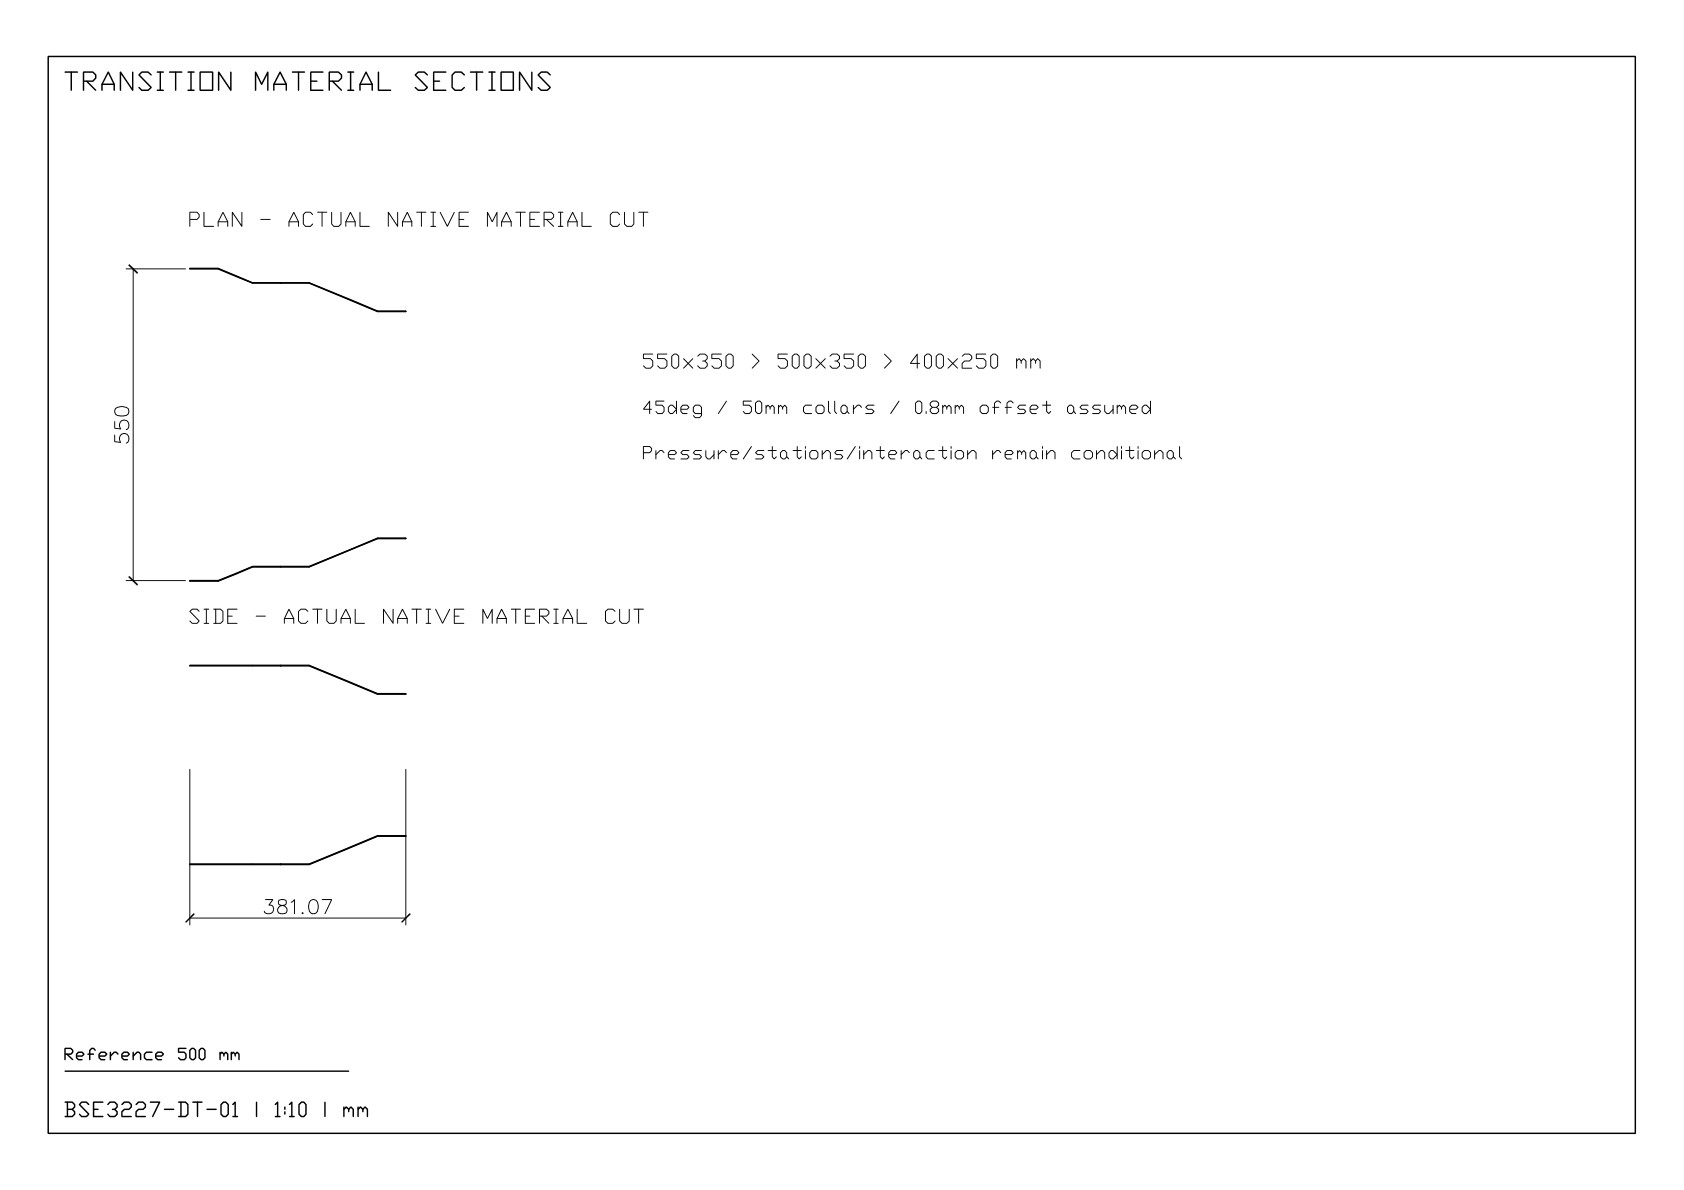 TRANSITION MATERIAL SECTIONS
PLAN - ACTUAL NATIVE MATERIAL CUT
550
550x350 > 500x350 > 400x250 mm
45deg / 50mm collars / 0.8mm offset assumed
Pressure/stations/interaction remain conditional
SIDE - ACTUAL NATIVE MATERIAL CUT
381.07
Reference 500 mm
BSE3227-DT-01 | 1:10 | mm